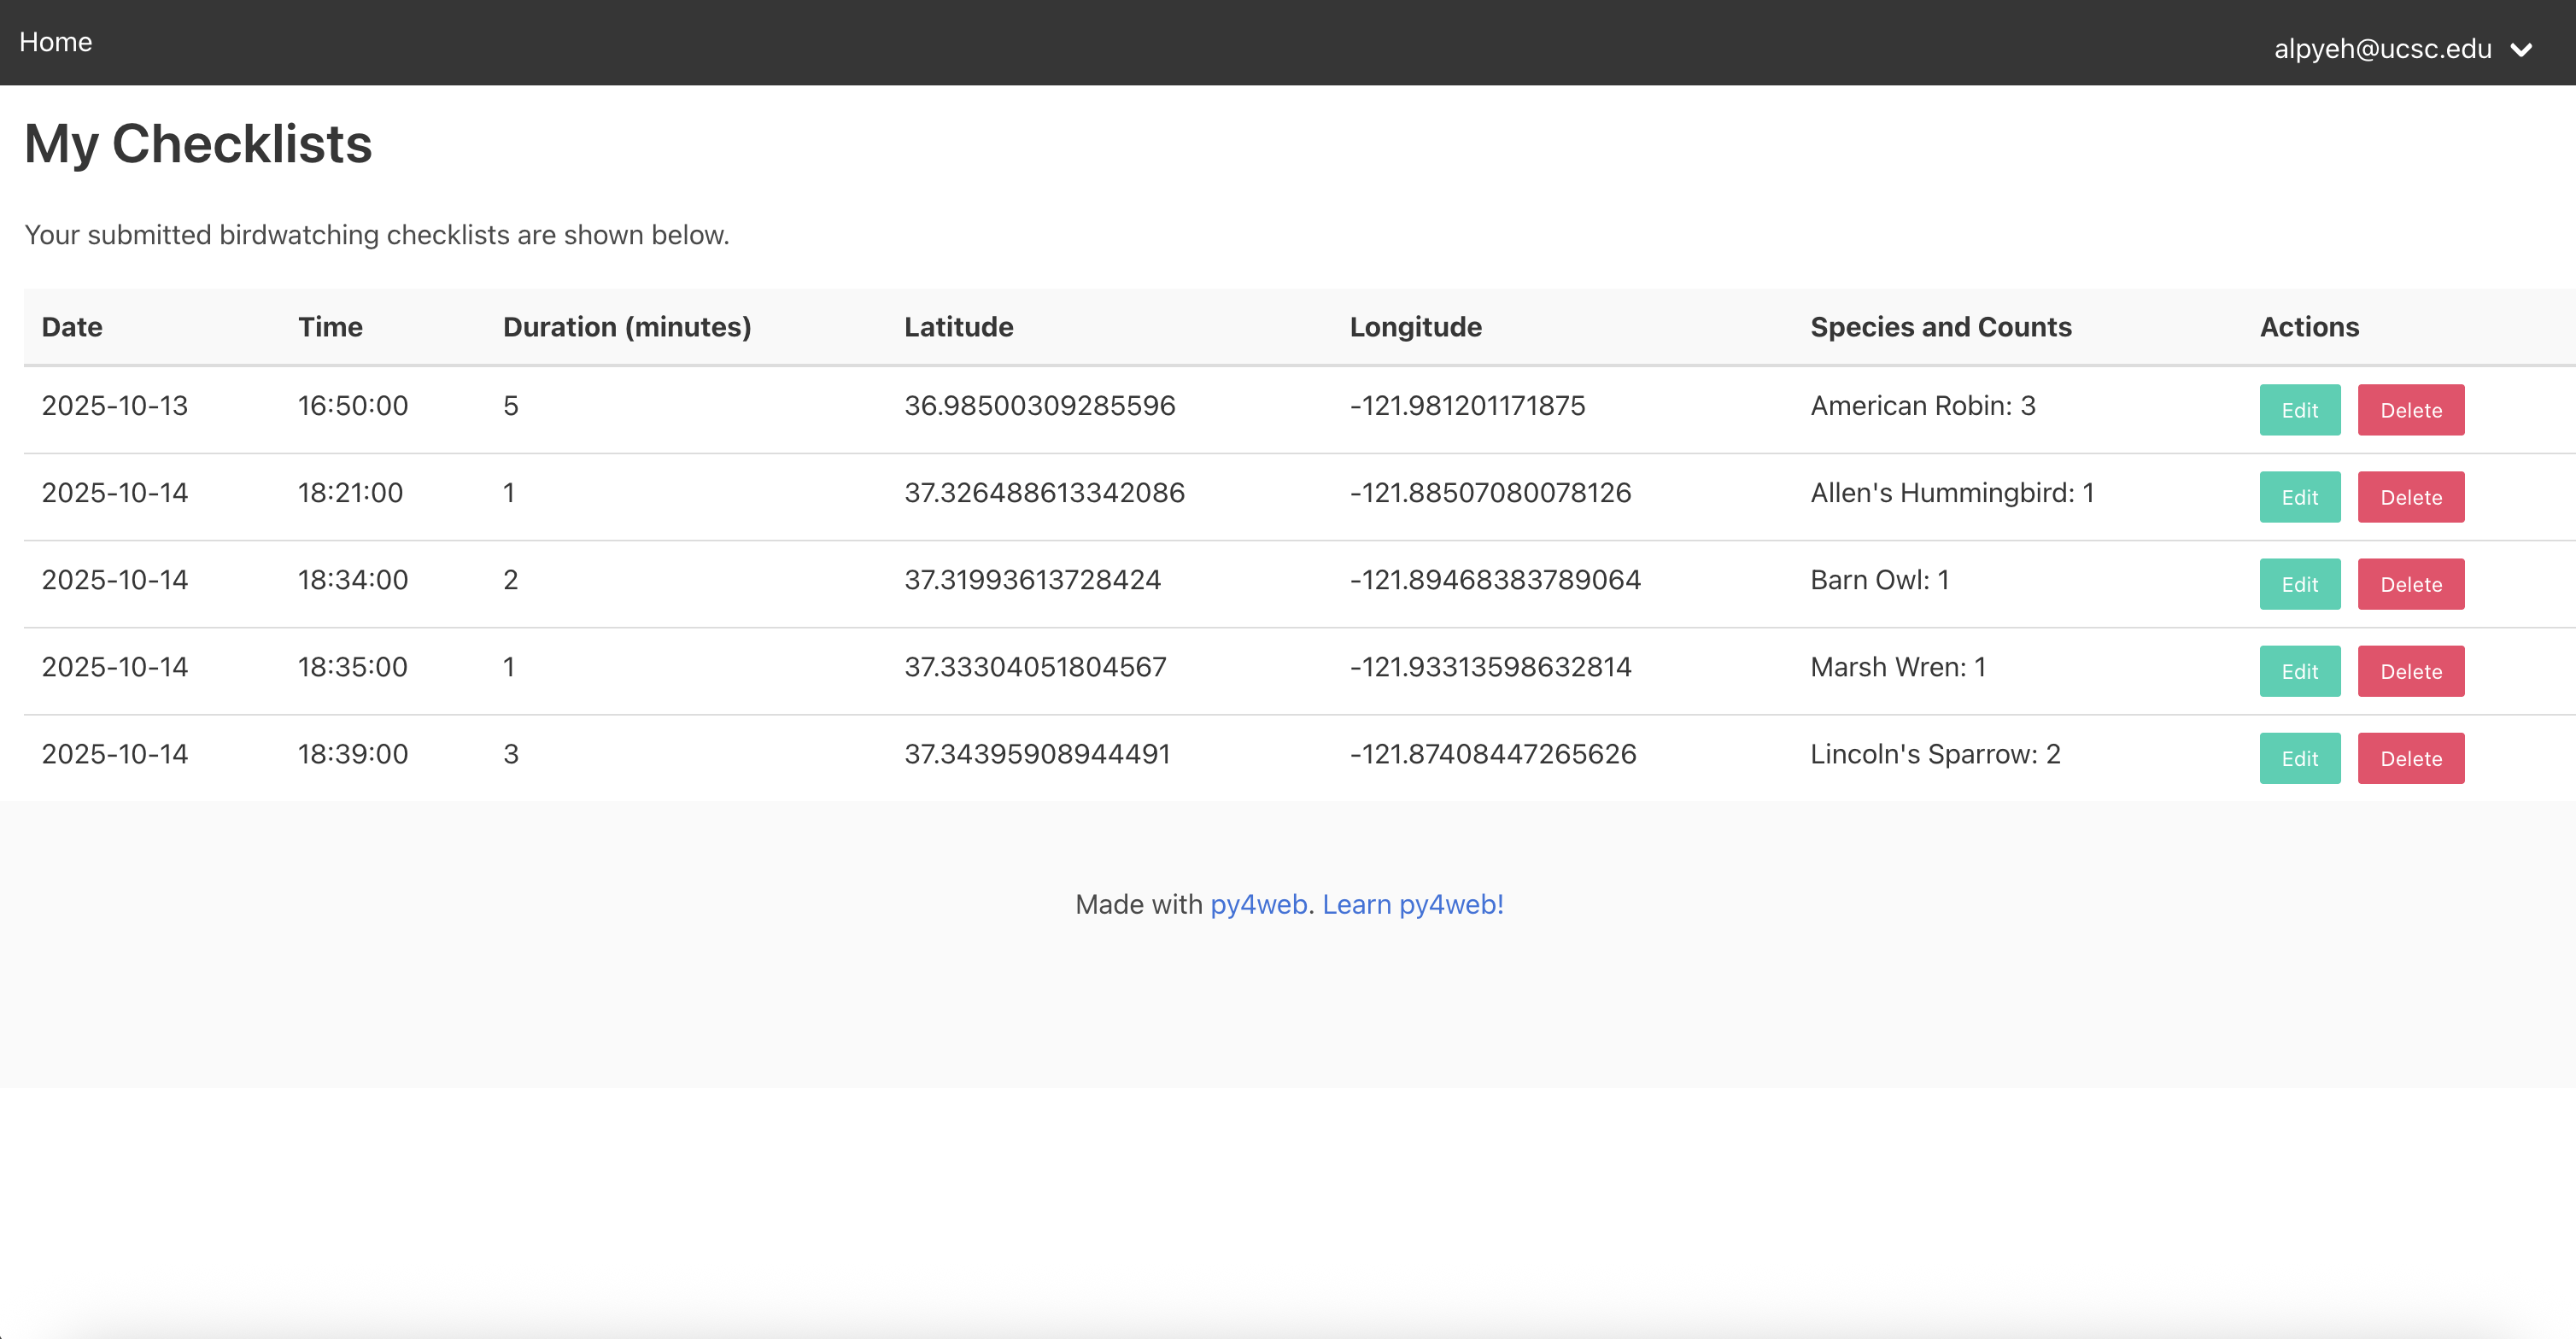 Home
alpyeh@ucsc.edu
My Checklists
Your submitted birdwatching checklists are shown below.
Date Time Duration (minutes) Latitude Longitude Species and Counts Actions
2025-10-13 16:50:00 5 36.98500309285596 -121.981201171875 American Robin: 3 Edit Delete
2025-10-14 18:21:00 1 37.326488613342086 -121.88507080078126 Allen's Hummingbird: 1 Edit Delete
2025-10-14 18:34:00 2 37.31993613728424 -121.89468383789064 Barn Owl: 1 Edit Delete
2025-10-14 18:35:00 1 37.33304051804567 -121.93313598632814 Marsh Wren: 1 Edit Delete
2025-10-14 18:39:00 3 37.34395908944491 -121.87408447265626 Lincoln's Sparrow: 2 Edit Delete
Made with py4web. Learn py4web!